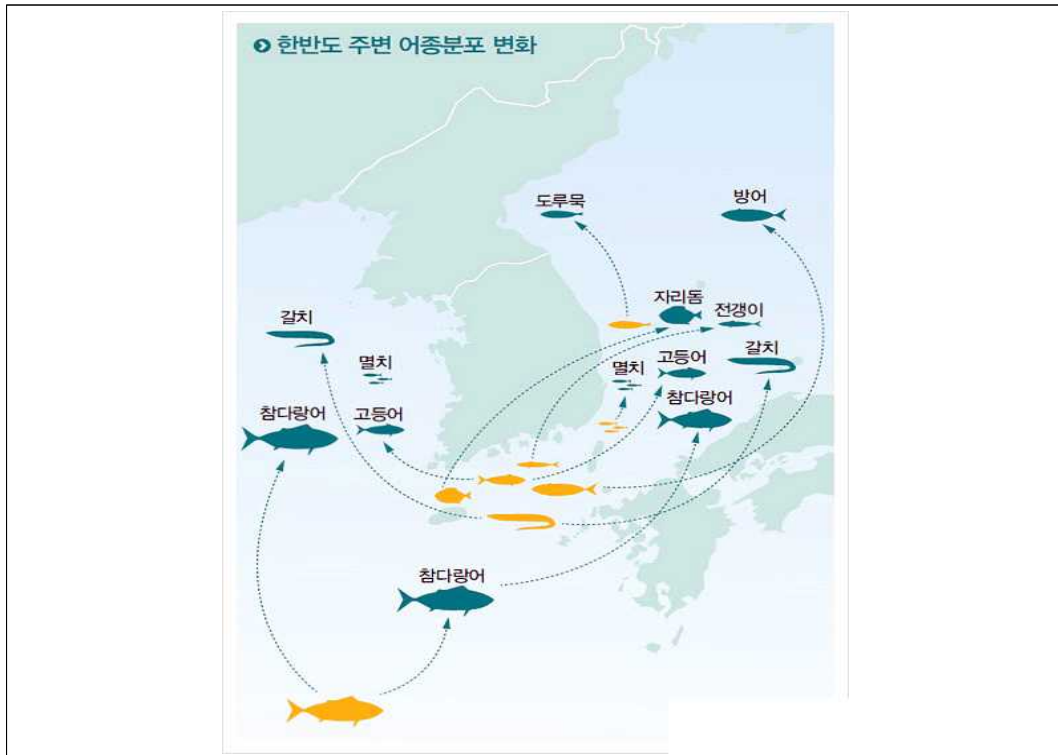 한반도 주변 어종분포 변화
도루묵
방어
자리돔
전갱이
갈치
멸치
멸치
고등어
갈치
참다랑어
고등어
참다랑어
참다랑어